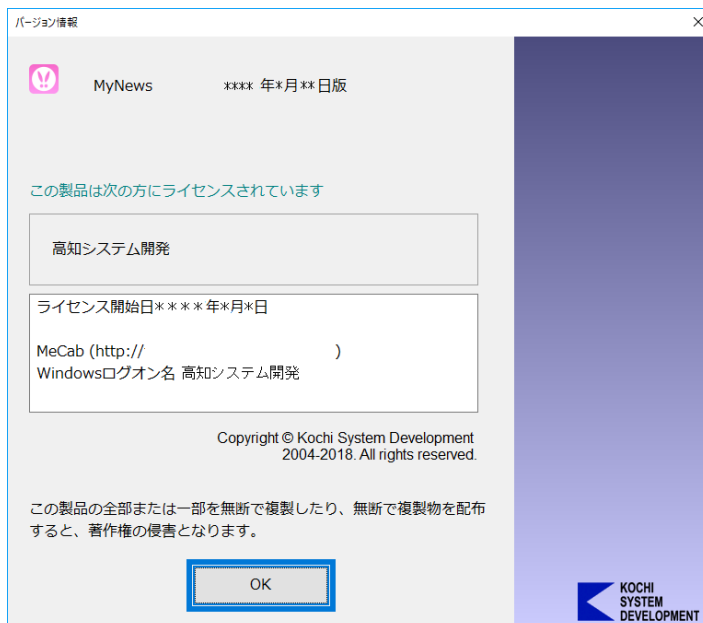 バージョン情報
MyNews **** 年*月**日版
この製品は次の方にライセンスされています
高知システム開発
ライセンス開始日****年*月*日
MeCab (http:// )
Windowsログオン名 高知システム開発
Copyright © Kochi System Development
2004-2018. All rights reserved.
この製品の全部または一部を無断で複製したり、無断で複製物を配布
すると、著作権の侵害となります。
OK
KOCHI
SYSTEM
DEVELOPMENT